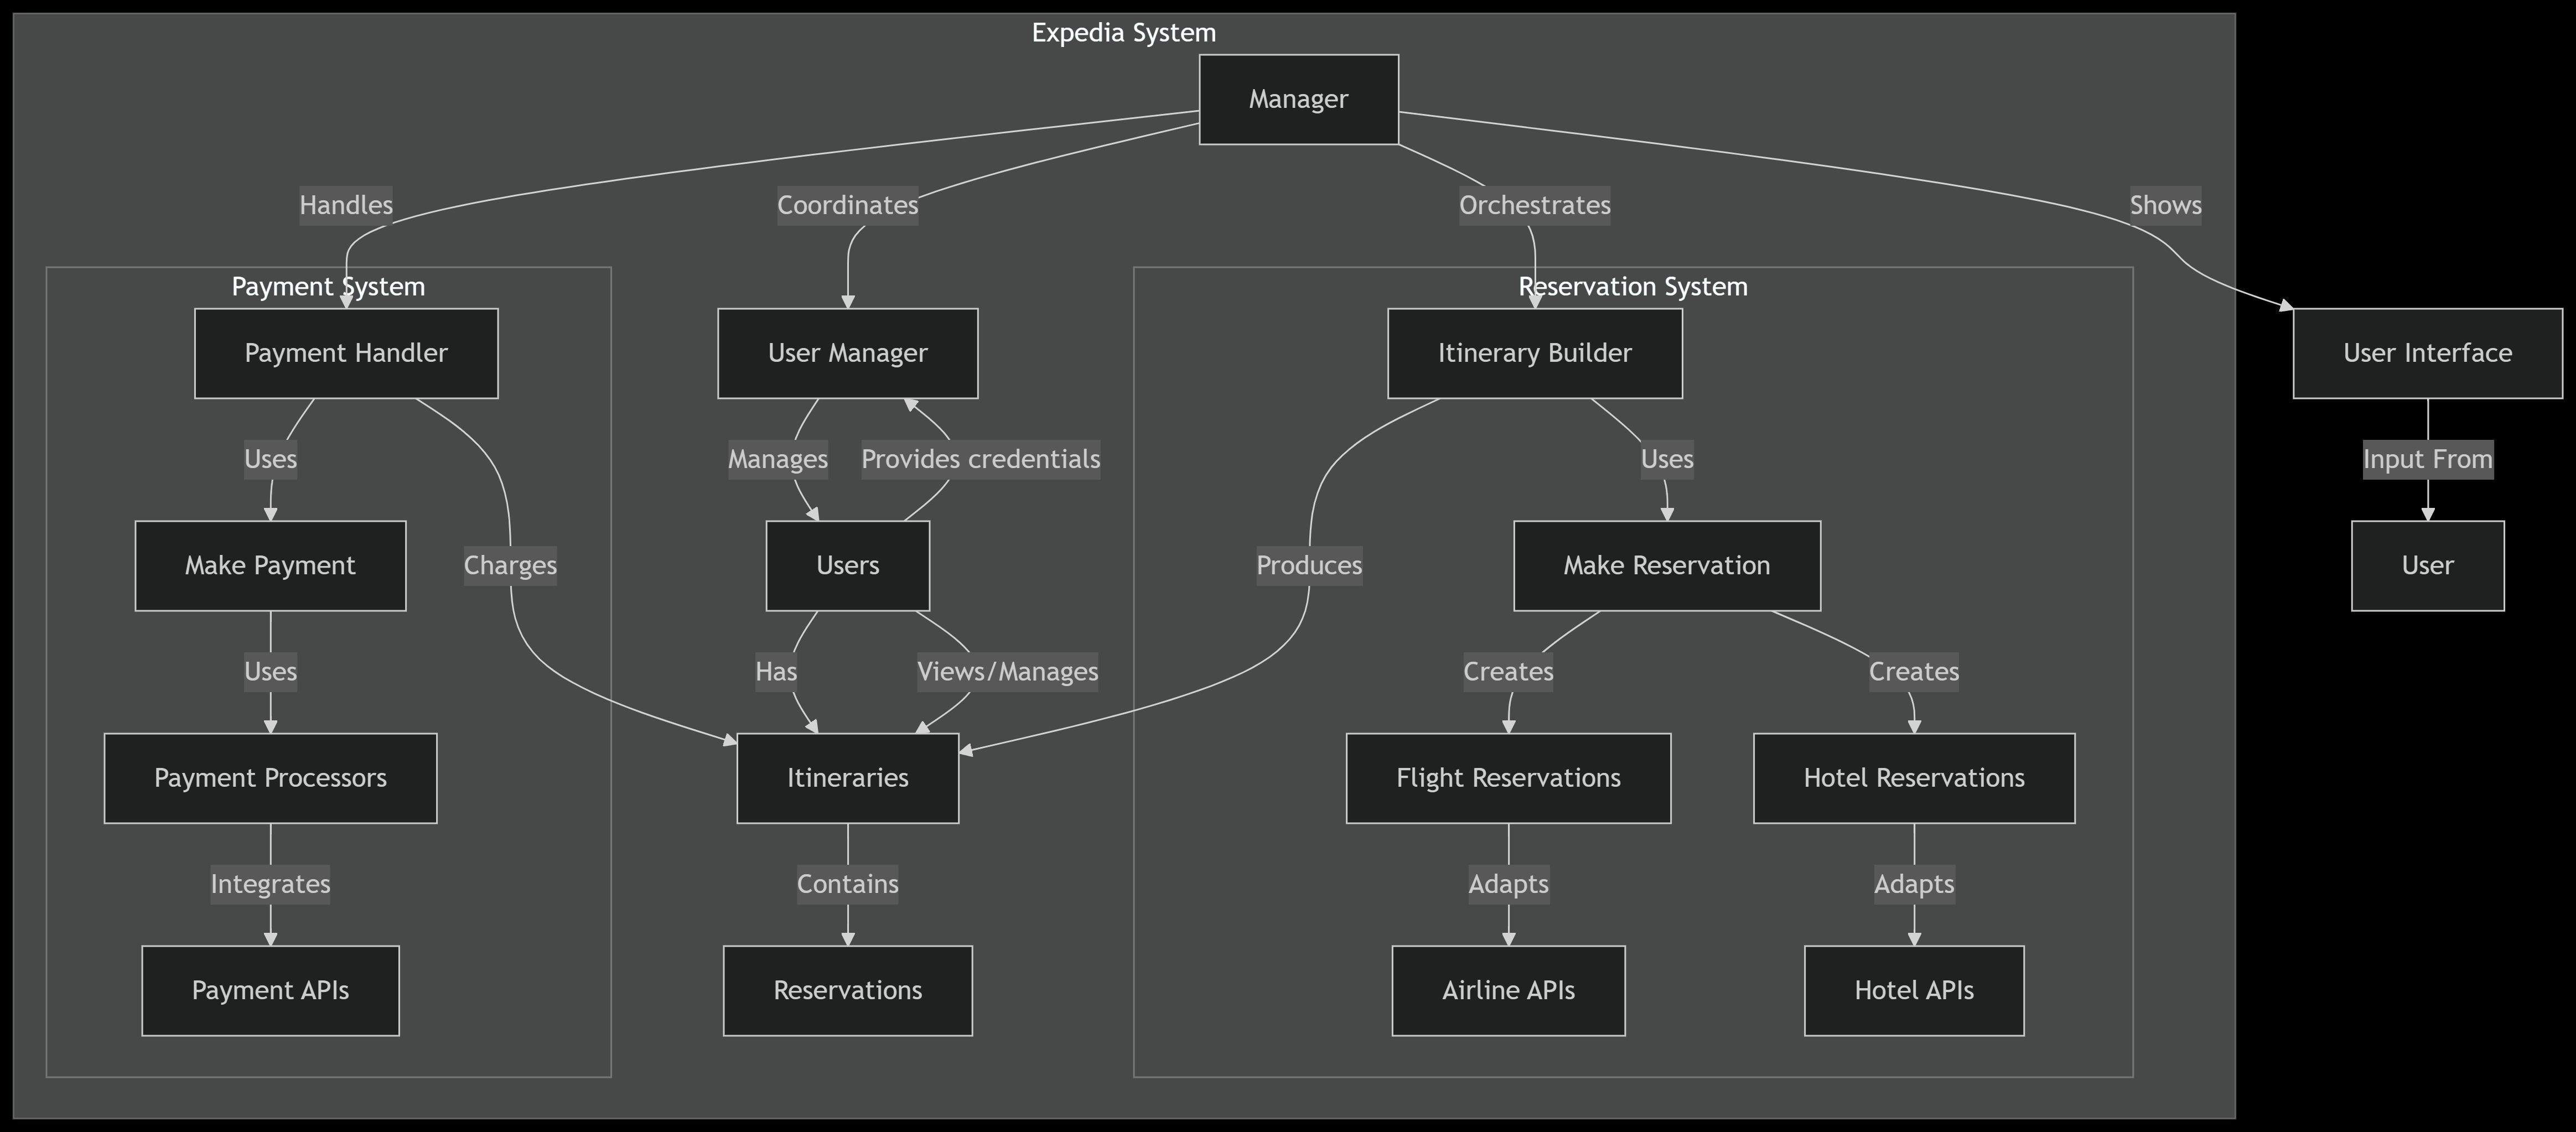 Expedia System
Manager
Handles
Coordinates
Orchestrates
Shows
Payment System
Reservation System
Payment Handler
User Manager
Itinerary Builder
User Interface
Uses
Manages
Provides credentials
Uses
Input From
Make Payment
Charges
Users
Produces
Make Reservation
User
Uses
Has
Views/Manages
Creates
Creates
Payment Processors
Itineraries
Flight Reservations
Hotel Reservations
Integrates
Contains
Adapts
Adapts
Payment APIs
Reservations
Airline APIs
Hotel APIs